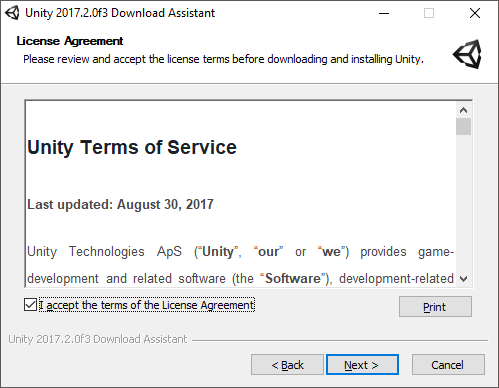 Unity 2017.2.0f3 Download Assistant
License Agreement
Please review and accept the license terms before downloading and installing Unity.
Unity Terms of Service
Last updated: August 30, 2017
Unity Technologies ApS (“Unity”, “our” or “we”) provides game-
development and related software (the “Software”), development-related
I accept the terms of the License Agreement
Print
Unity 2017.2.0f3 Download Assistant
< Back
Next >
Cancel